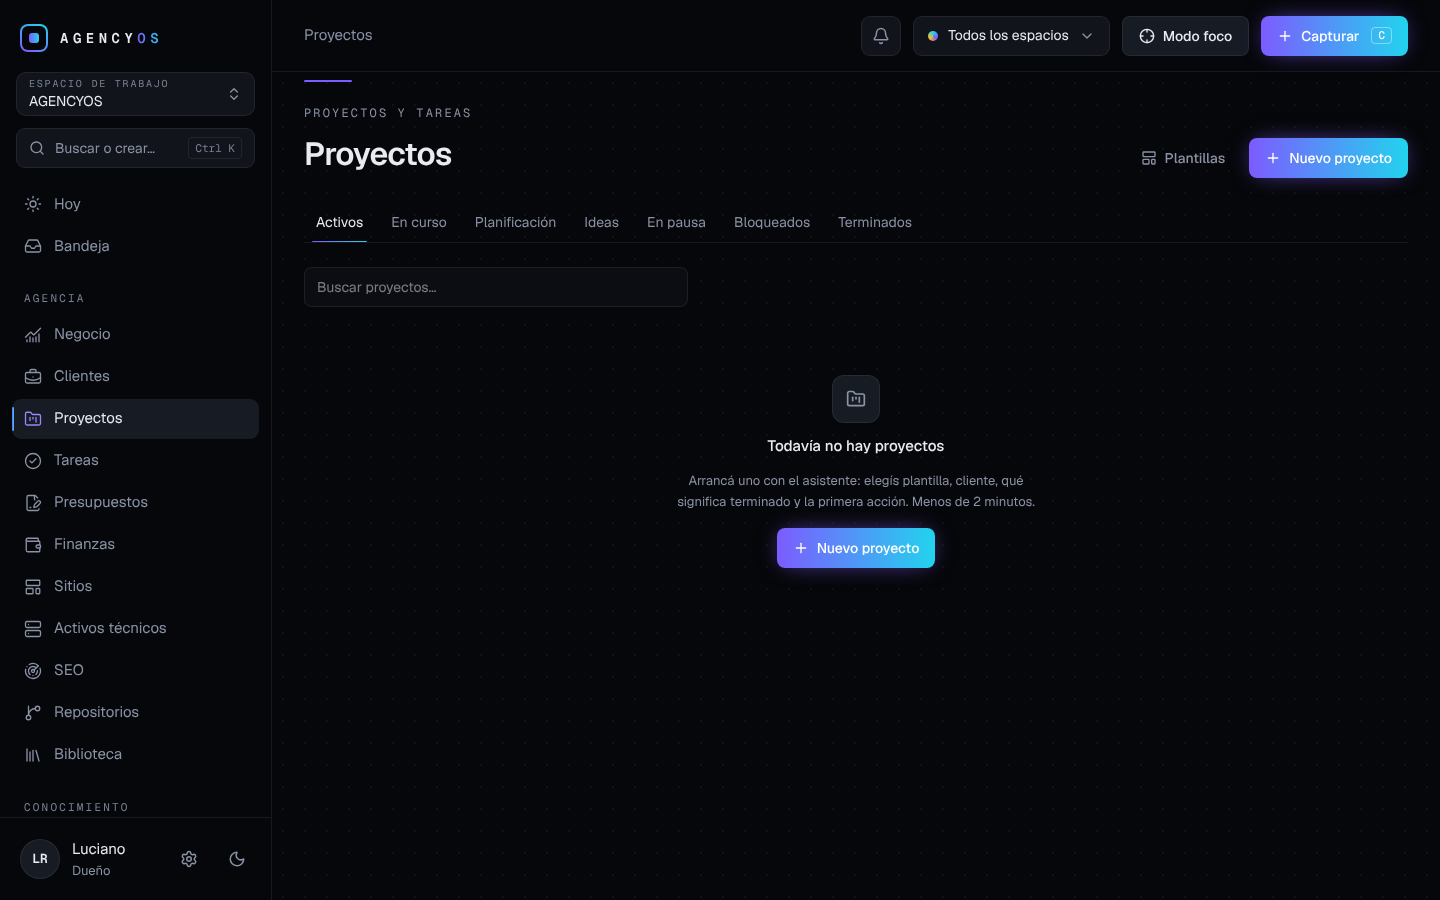 AGENCYOS
ESPACIO DE TRABAJO
AGENCYOS
Buscar o crear… Ctrl K
Hoy
Bandeja
AGENCIA
Negocio
Clientes
Proyectos
Tareas
Presupuestos
Finanzas
Sitios
Activos técnicos
SEO
Repositorios
Biblioteca
CONOCIMIENTO
LR
Luciano
Dueño
Proyectos
Todos los espacios
Modo foco
Capturar C
PROYECTOS Y TAREAS
Proyectos
Plantillas
Nuevo proyecto
Activos En curso Planificación Ideas En pausa Bloqueados Terminados
Buscar proyectos…
Todavía no hay proyectos
Arrancá uno con el asistente: elegís plantilla, cliente, qué
significa terminado y la primera acción. Menos de 2 minutos.
Nuevo proyecto